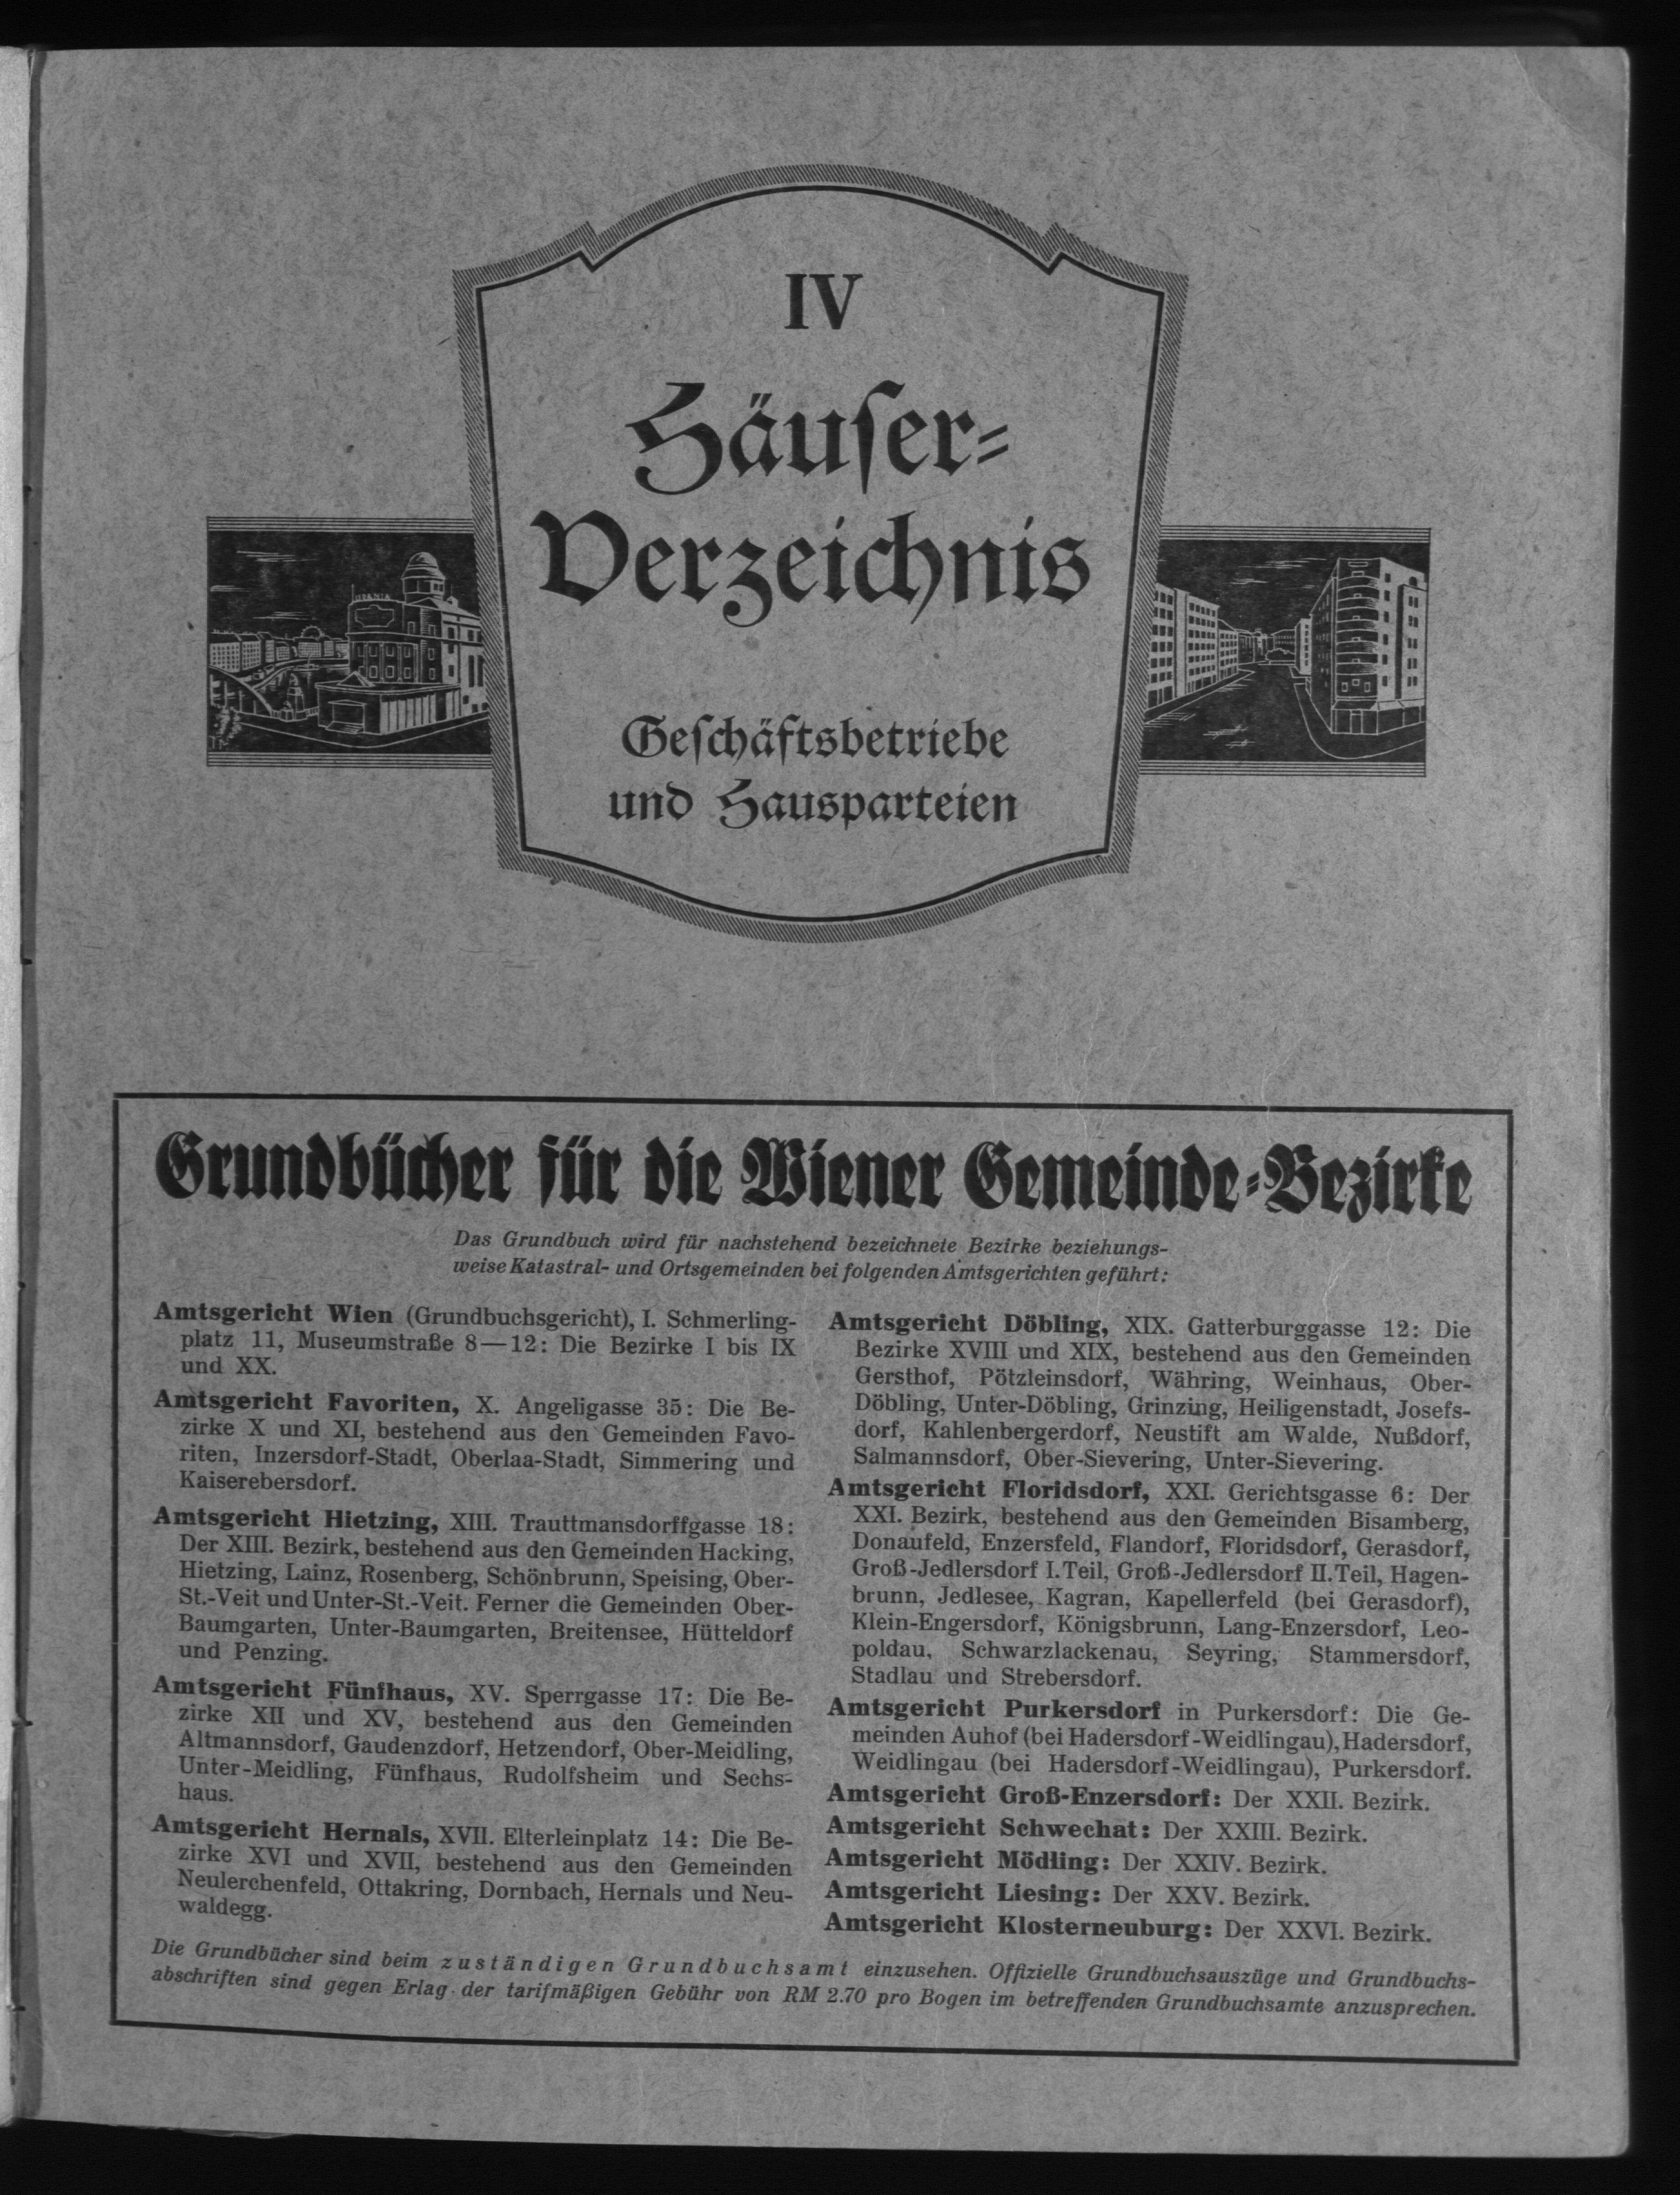 IV
Häuser-
Verzeichnis
URANIA
Geschäftsbetriebe
und Hausparteien
Grundbücher für die Wiener Gemeinde-Bezirke
Das Grundbuch wird für nachstehend bezeichnete Bezirke beziehungs-
weise Katastral- und Ortsgemeinden bei folgenden Amtsgerichten geführt:
Amtsgericht Wien (Grundbuchsgericht), I. Schmerling-
platz 11, Museumstraße 8—12: Die Bezirke I bis IX
und XX.
Amtsgericht Favoriten, X. Angeligasse 35: Die Be-
zirke X und XI, bestehend aus den Gemeinden Favo-
riten, Inzersdorf-Stadt, Oberlaa-Stadt, Simmering und
Kaiserebersdorf.
Amtsgericht Hietzing, XIII. Trauttmansdorffgasse 18:
Der XIII. Bezirk, bestehend aus den Gemeinden Hacking,
Hietzing, Lainz, Rosenberg, Schönbrunn, Speising, Ober-
St.-Veit und Unter-St.-Veit. Ferner die Gemeinden Ober-
Baumgarten, Unter-Baumgarten, Breitensee, Hütteldorf
und Penzing.
Amtsgericht Fünfhaus, XV. Sperrgasse 17: Die Be-
zirke XII und XV, bestehend aus den Gemeinden
Altmannsdorf, Gaudenzdorf, Hetzendorf, Ober-Meidling,
Unter-Meidling, Fünfhaus, Rudolfsheim und Sechs-
haus.
Amtsgericht Hernals, XVII. Elterleinplatz 14: Die Be-
zirke XVI und XVII, bestehend aus den Gemeinden
Neulerchenfeld, Ottakring, Dornbach, Hernals und Neu-
waldegg.
Amtsgericht Döbling, XIX. Gatterburggasse 12: Die
Bezirke XVIII und XIX, bestehend aus den Gemeinden
Gersthof, Pötzleinsdorf, Währing, Weinhaus, Ober-
Döbling, Unter-Döbling, Grinzing, Heiligenstadt, Josefs-
dorf, Kahlenbergerdorf, Neustift am Walde, Nußdorf,
Salmannsdorf, Ober-Sievering, Unter-Sievering.
Amtsgericht Floridsdorf, XXI. Gerichtsgasse 6: Der
XXI. Bezirk, bestehend aus den Gemeinden Bisamberg,
Donaufeld, Enzersfeld, Flandorf, Floridsdorf, Gerasdorf,
Groß-Jedlersdorf I. Teil, Groß-Jedlersdorf II. Teil, Hagen-
brunn, Jedlesee, Kagran, Kapellerfeld (bei Gerasdorf),
Klein-Engersdorf, Königsbrunn, Lang-Enzersdorf, Leo-
poldau, Schwarzlackenau, Seyring, Stammersdorf,
Stadlau und Strebersdorf.
Amtsgericht Purkersdorf in Purkersdorf: Die Ge-
meinden Auhof (bei Hadersdorf-Weidlingau), Hadersdorf,
Weidlingau (bei Hadersdorf-Weidlingau), Purkersdorf.
Amtsgericht Groß-Enzersdorf: Der XXII. Bezirk.
Amtsgericht Schwechat: Der XXIII. Bezirk.
Amtsgericht Mödling: Der XXIV. Bezirk.
Amtsgericht Liesing: Der XXV. Bezirk.
Amtsgericht Klosterneuburg: Der XXVI. Bezirk.
Die Grundbücher sind beim zuständigen Grundbuchsamt einzusehen. Offizielle Grundbuchsauszüge und Grundbuchs-
abschriften sind gegen Erlag der tarifmäßigen Gebühr von RM 2.70 pro Bogen im betreffenden Grundbuchsamte anzusprechen.